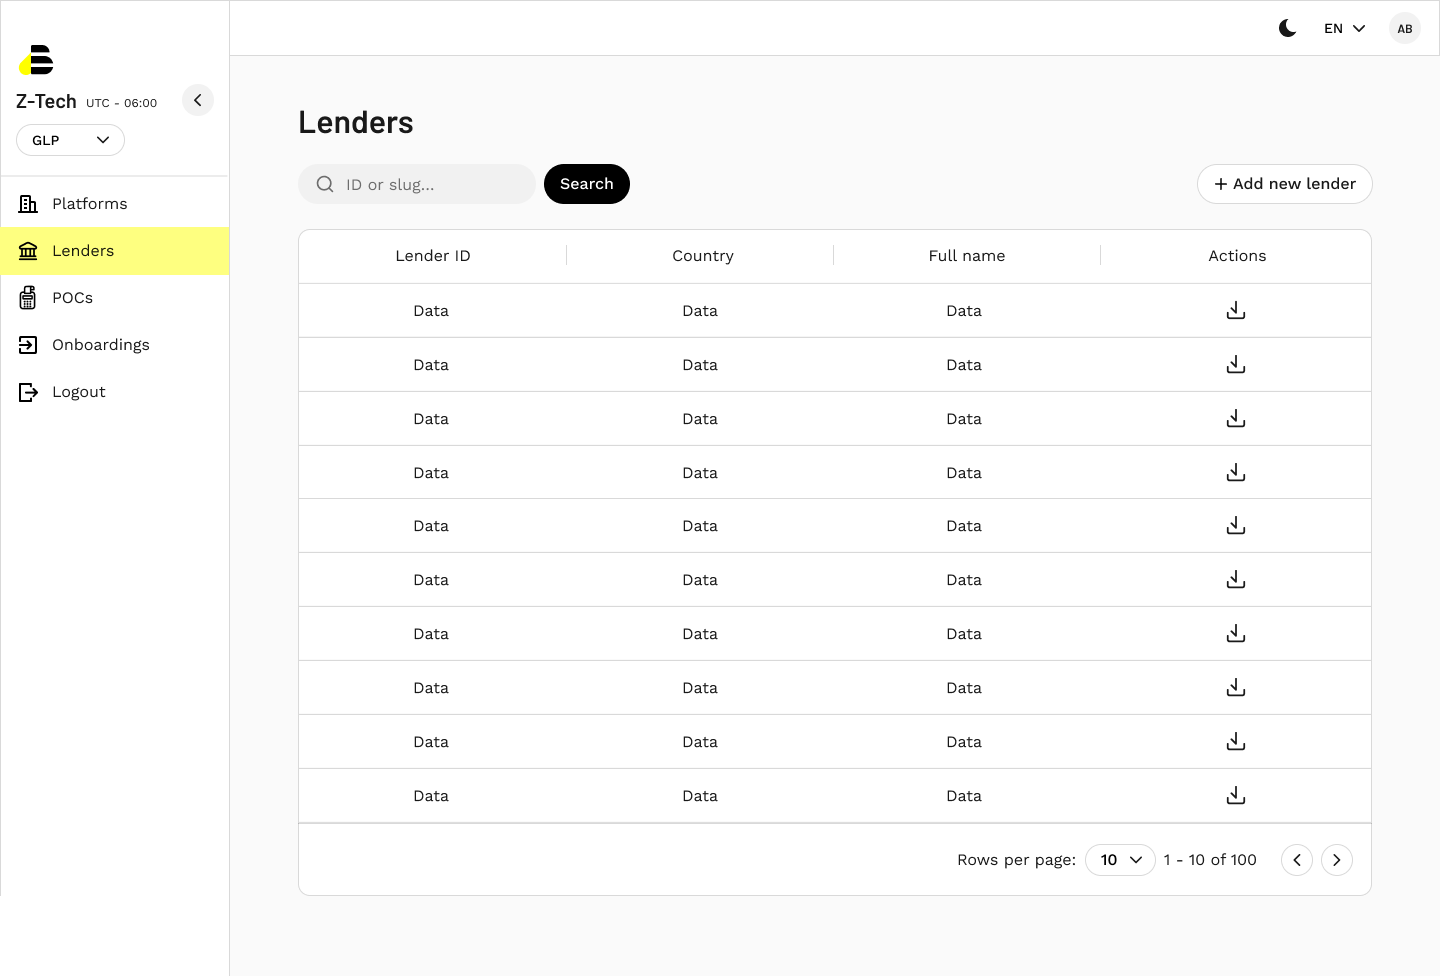 EN
AB
Z-Tech UTC - 06:00
GLP
Platforms
Lenders
POCs
Onboardings
Logout
Lenders
ID or slug...
Search
+ Add new lender
Lender ID Country Full name Actions
Data Data Data
Data Data Data
Data Data Data
Data Data Data
Data Data Data
Data Data Data
Data Data Data
Data Data Data
Data Data Data
Data Data Data
Rows per page: 10 1 - 10 of 100